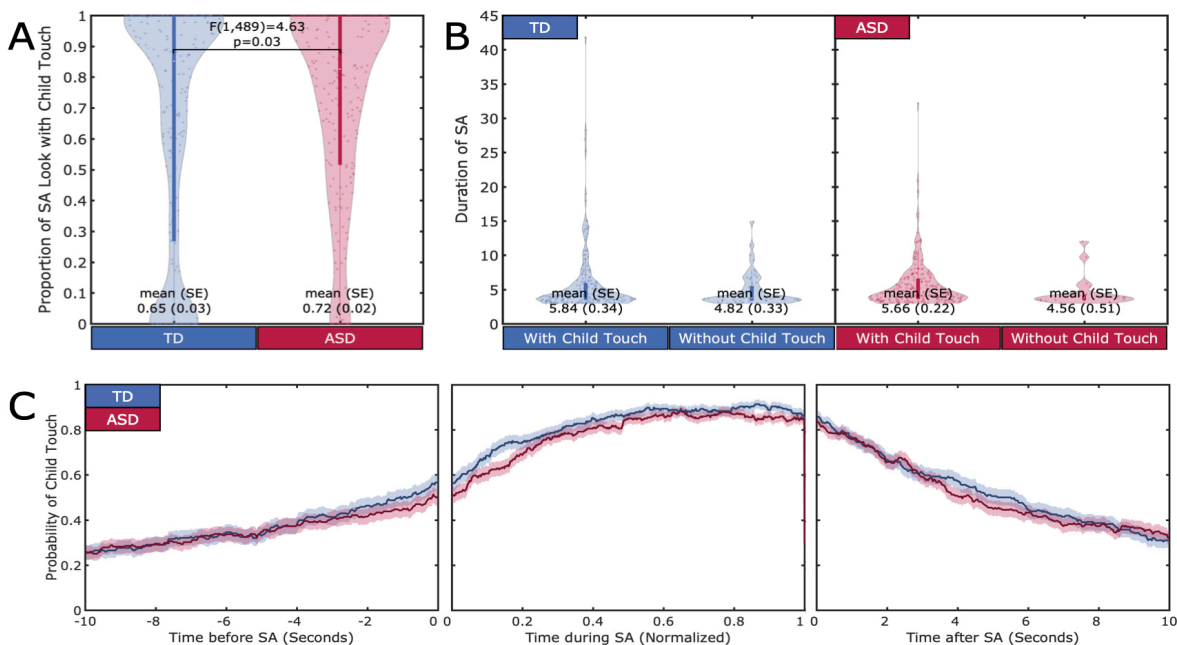 A
Proportion of SA Look with Child Touch
1
0.9
0.8
0.7
0.6
0.5
0.4
0.3
0.2
0.1
0
F(1,489)=4.63
p=0.03
mean (SE)
0.65 (0.03)
mean (SE)
0.72 (0.02)
TD
ASD
B
Duration of SA
45
40
35
30
25
20
15
10
5
0
TD
ASD
mean (SE)
5.84 (0.34)
mean (SE)
4.82 (0.33)
mean (SE)
5.66 (0.22)
mean (SE)
4.56 (0.51)
With Child Touch
Without Child Touch
With Child Touch
Without Child Touch
C
TD
ASD
Probability of Child Touch
1
0.8
0.6
0.4
0.2
0
-10
-8
-6
-4
-2
0
Time before SA (Seconds)
0
0.2
0.4
0.6
0.8
1
Time during SA (Normalized)
0
2
4
6
8
10
Time after SA (Seconds)